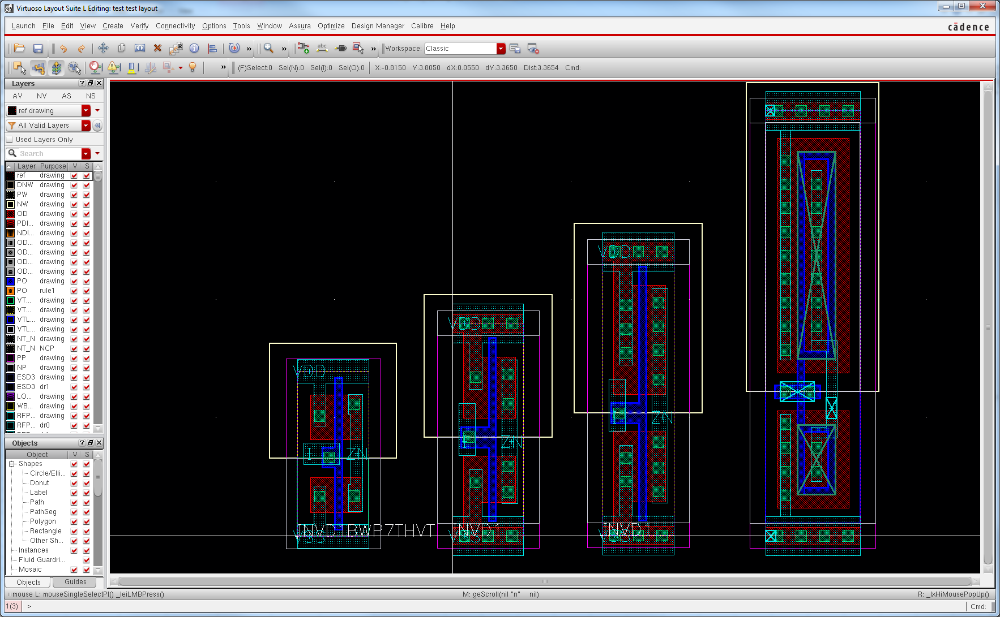 Virtuoso Layout Suite L Editing: test test layout
Launch File Edit View Create Verify Connectivity Options Tools Window Assura Optimize Design Manager Calibre Help
cādence
R abc Workspace: Classic
(F)Select:0 Sel(N):0 Sel(I):0 Sel(O):0 X:-0.8150 Y:3.8050 dX:0.0550 dY:3.3650 Dist:3.3654 Cmd:
Layers
AV NV AS NS
ref drawing
All Valid Layers
Used Layers Only
Search
Layer Purpose V S
ref drawing
DNW drawing
PW drawing
NW drawing
OD drawing
PDI... drawing
NDI... drawing
OD... drawing
OD... drawing
OD... drawing
OD... drawing
PO drawing
PO rule1
VT... drawing
VT... drawing
VTL... drawing
VTL... drawing
NT_N drawing
NT_N NCP
PP drawing
NP drawing
ESD3 drawing
ESD3 dr1
LO... drawing
WB... drawing
RFP... drawing
RFP... dr0
Objects
Object V S
Shapes
Circle/Elli...
Donut
Label
Path
PathSeg
Polygon
Rectangle
Other Sh...
Instances
Fluid Guardri...
Mosaic
Objects Guides
VDD
I ZN
INVD1BWP7THVT
VSS
VDD
I ZN
INVD1
VSS
VDD
I ZN
INVD1
VSS
mouse L: mouseSingleSelectPt() _leiLMBPress() M: geScroll(nil "n" nil) R: _lxHiMousePopUp()
1(3) > Cmd: